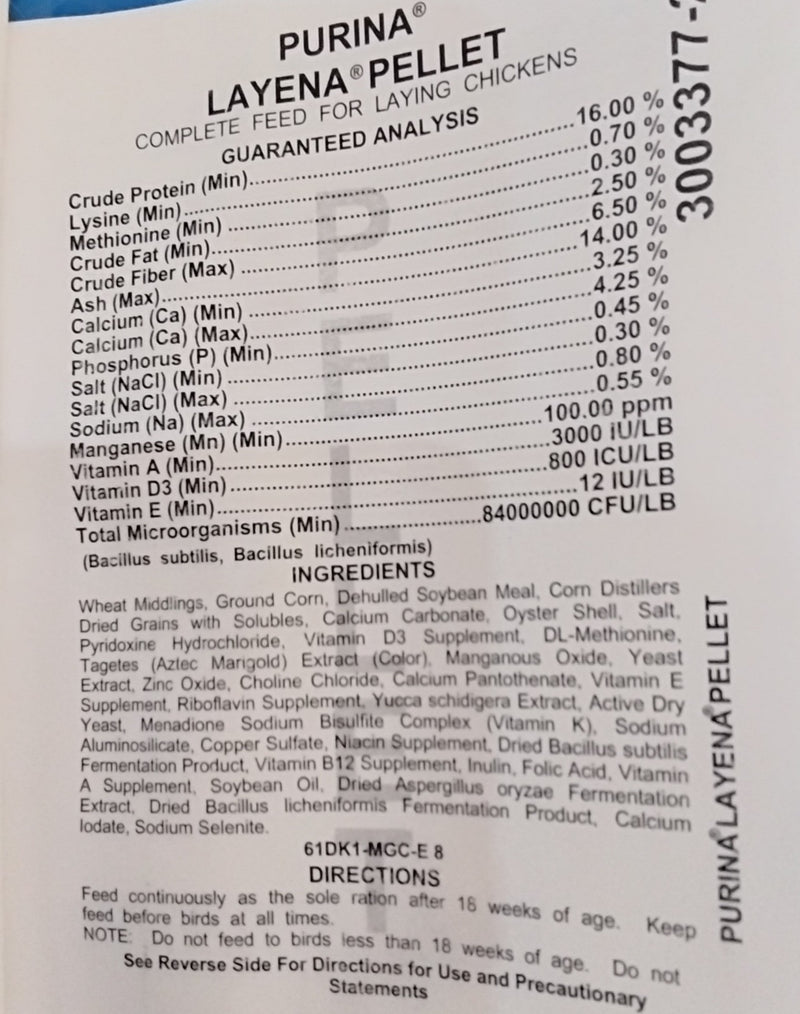 PURINA®
LAYENA® PELLET
COMPLETE FEED FOR LAYING CHICKENS
GUARANTEED ANALYSIS
Crude Protein (Min)......16.00 %
Lysine (Min)......0.70 %
Methionine (Min)......0.30 %
Crude Fat (Min)......2.50 %
Crude Fiber (Max)......6.50 %
Ash (Max)......14.00 %
Calcium (Ca) (Min)......3.25 %
Calcium (Ca) (Max)......4.25 %
Phosphorus (P) (Min)......0.45 %
Salt (NaCl) (Min)......0.30 %
Salt (NaCl) (Max)......0.80 %
Sodium (Na) (Max)......0.55 %
Manganese (Mn) (Min)......100.00 ppm
Vitamin A (Min)......3000 IU/LB
Vitamin D3 (Min)......800 ICU/LB
Vitamin E (Min)......12 IU/LB
Total Microorganisms (Min)......84000000 CFU/LB
(Bacillus subtilis, Bacillus licheniformis)
INGREDIENTS
Wheat Middlings, Ground Corn, Dehulled Soybean Meal, Corn Distillers
Dried Grains with Solubles, Calcium Carbonate, Oyster Shell, Salt,
Pyridoxine Hydrochloride, Vitamin D3 Supplement, DL-Methionine,
Tagetes (Aztec Marigold) Extract (Color), Manganous Oxide, Yeast
Extract, Zinc Oxide, Choline Chloride, Calcium Pantothenate, Vitamin E
Supplement, Riboflavin Supplement, Yucca schidigera Extract, Active Dry
Yeast, Menadione Sodium Bisulfite Complex (Vitamin K), Sodium
Aluminosilicate, Copper Sulfate, Niacin Supplement, Dried Bacillus subtilis
Fermentation Product, Vitamin B12 Supplement, Inulin, Folic Acid, Vitamin
A Supplement, Soybean Oil, Dried Aspergillus oryzae Fermentation
Extract, Dried Bacillus licheniformis Fermentation Product, Calcium
Iodate, Sodium Selenite.
61DK1-MGC-E 8
DIRECTIONS
Feed continuously as the sole ration after 18 weeks of age. Keep
feed before birds at all times.
NOTE: Do not feed to birds less than 18 weeks of age. Do not
See Reverse Side For Directions for Use and Precautionary
Statements
3003377-
PURINA® LAYENA® PELLET
PELLET